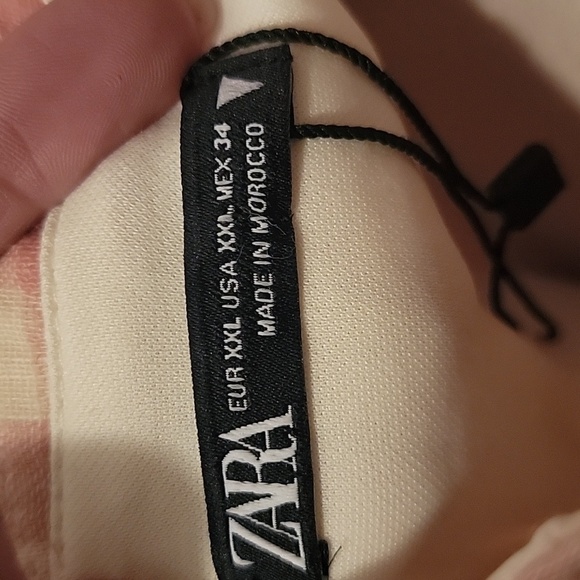 ZARA
EUR XXL USA XXL MEX 34
MADE IN MOROCCO